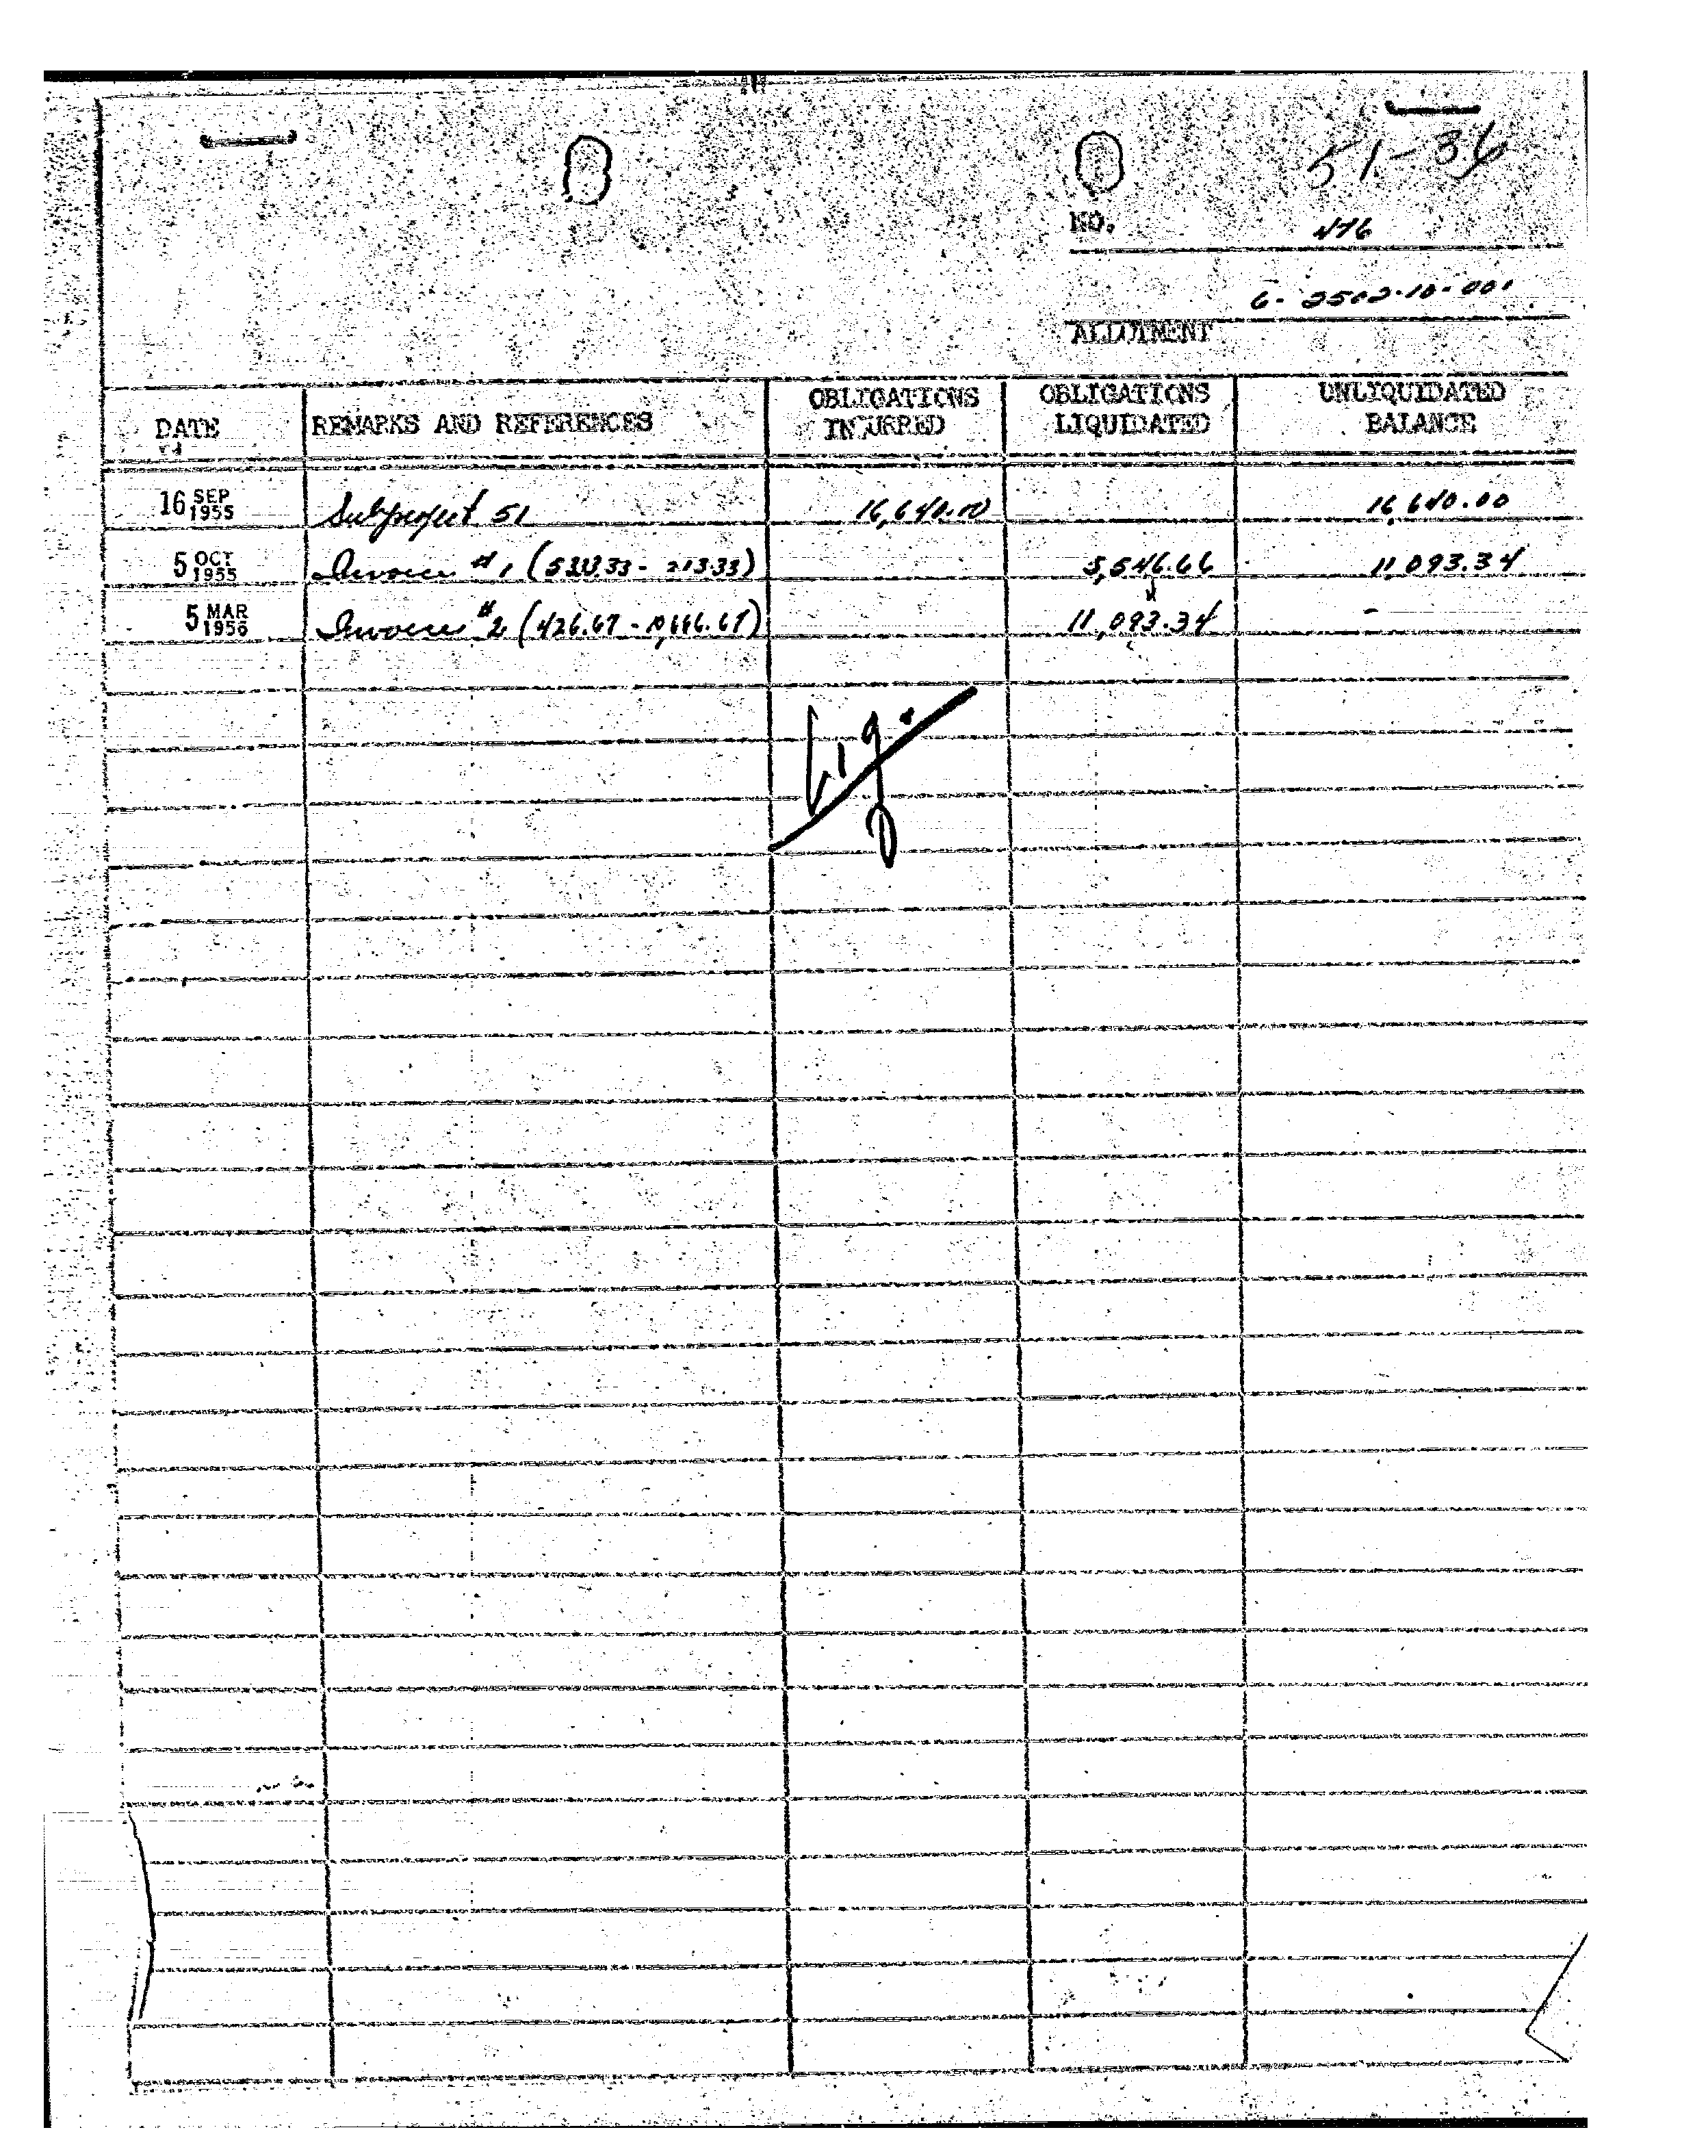 51-36
NO. 476
6-2502-10-001
ALLOTMENT
DATE REMARKS AND REFERENCES OBLIGATIONS INCURRED OBLIGATIONS LIQUIDATED UNLIQUIDATED BALANCE
16 SEP 1955 Subproject 51 16,640.00 16,640.00
5 OCT 1955 Invoice #1 (5333.33 - 213.33) 5,546.66 11,093.34
5 MAR 1956 Invoice #2 (426.67 - 10,666.67) 11,093.34 -
Liq.